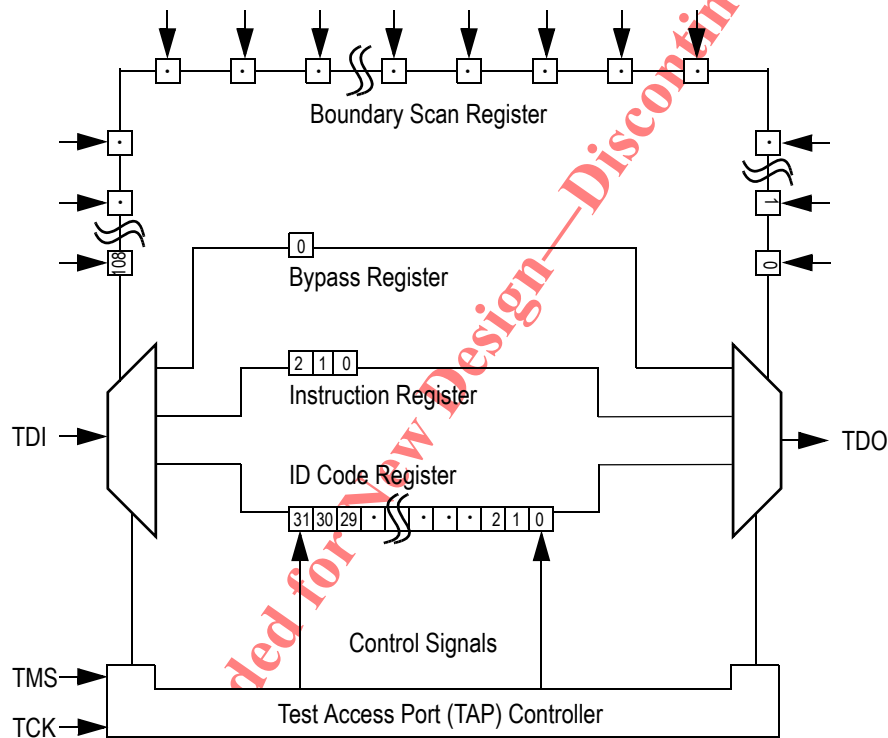 Boundary Scan Register
108
1
0
0
Bypass Register
2 1 0
Instruction Register
TDI
TDO
ID Code Register
31 30 29 · · · · 2 1 0
Control Signals
TMS
TCK
Test Access Port (TAP) Controller
ded for New Design—Discontin